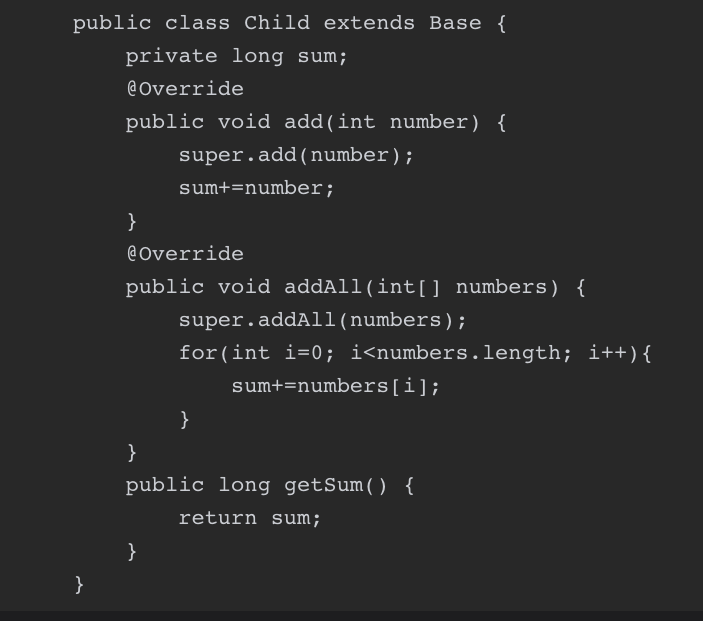 public class Child extends Base {
    private long sum;
    @Override
    public void add(int number) {
        super.add(number);
        sum+=number;
    }
    @Override
    public void addAll(int[] numbers) {
        super.addAll(numbers);
        for(int i=0; i<numbers.length; i++){
            sum+=numbers[i];
        }
    }
    public long getSum() {
        return sum;
    }
}